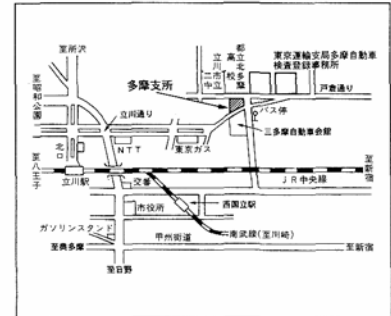 至所沢
都立北多摩高校
立川市立二中
東京運輸支局多摩自動車
検査登録事務所
多摩支所
戸倉通り
至昭和公園
立川通り
バス停
三多摩自動車会館
北口
NTT
東京ガス
至八王子
至新宿
立川駅
交番
JR中央線
市役所
西国立駅
ガソリンスタンド
甲州街道
南武線(至川崎)
至奥多摩
至新宿
至日野